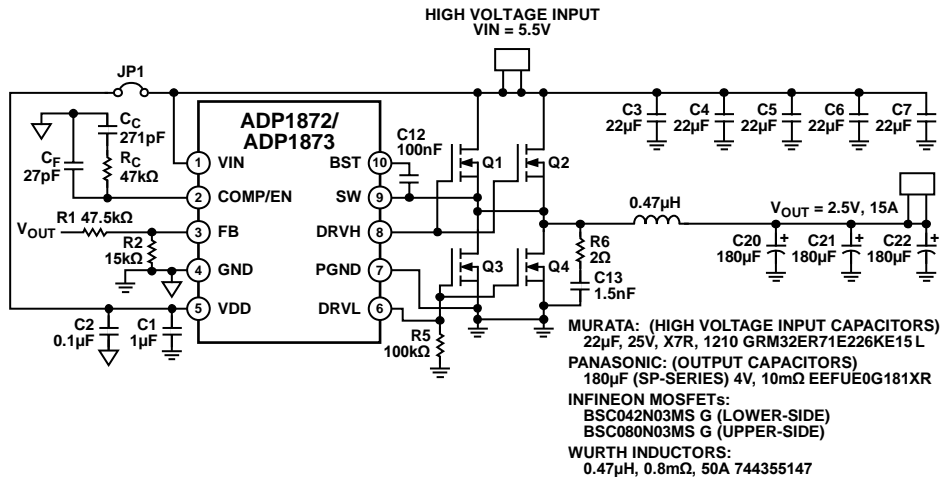 HIGH VOLTAGE INPUT
VIN = 5.5V
JP1
C_C
271pF
R_C
47kΩ
C_F
27pF
R1 47.5kΩ
V_OUT
R2
15kΩ
C2
0.1µF
C1
1µF
ADP1872/
ADP1873
1 VIN
2 COMP/EN
3 FB
4 GND
5 VDD
BST 10
SW 9
DRVH 8
PGND 7
DRVL 6
C12
100nF
Q1
Q2
Q3
Q4
R5
100kΩ
0.47µH
R6
2Ω
C13
1.5nF
C3
22µF
C4
22µF
C5
22µF
C6
22µF
C7
22µF
V_OUT = 2.5V, 15A
C20
180µF
+
C21
180µF
+
C22
180µF
+
MURATA: (HIGH VOLTAGE INPUT CAPACITORS)
22µF, 25V, X7R, 1210 GRM32ER71E226KE15 L
PANASONIC: (OUTPUT CAPACITORS)
180µF (SP-SERIES) 4V, 10mΩ EEFUE0G181XR
INFINEON MOSFETs:
BSC042N03MS G (LOWER-SIDE)
BSC080N03MS G (UPPER-SIDE)
WURTH INDUCTORS:
0.47µH, 0.8mΩ, 50A 744355147